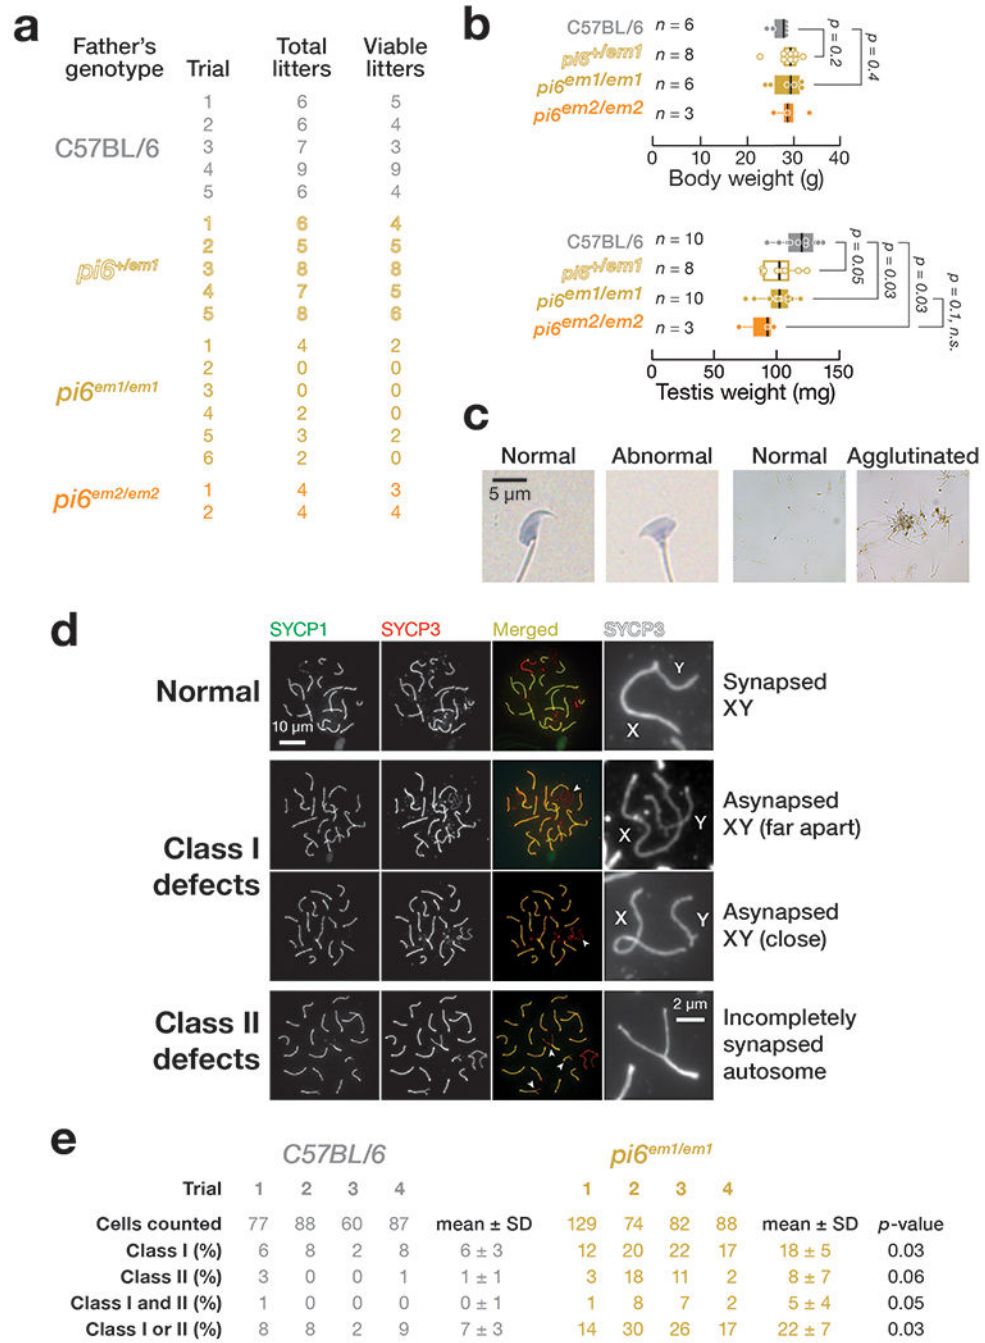 a
Father's genotype Trial Total litters Viable litters
C57BL/6
1 6 5
2 6 4
3 7 3
4 9 9
5 6 4
pi6+/em1
1 6 4
2 5 5
3 8 8
4 7 5
5 8 6
pi6em1/em1
1 4 2
2 0 0
3 0 0
4 2 0
5 3 2
6 2 0
pi6em2/em2
1 4 3
2 4 4
b
C57BL/6 n = 6
pi6+/em1 n = 8
pi6em1/em1 n = 6
pi6em2/em2 n = 3
p = 0.2
p = 0.4
0 10 20 30 40
Body weight (g)
C57BL/6 n = 10
pi6+/em1 n = 8
pi6em1/em1 n = 10
pi6em2/em2 n = 3
p = 0.05
p = 0.03
p = 0.03
p = 0.1, n.s.
0 50 100 150
Testis weight (mg)
c
Normal Abnormal Normal Agglutinated
5 μm
d
SYCP1 SYCP3 Merged SYCP3
Normal
10 μm
X Y
Synapsed
XY
Class I
defects
X Y
Asynapsed
XY (far apart)
X Y
Asynapsed
XY (close)
Class II
defects
2 μm
Incompletely
synapsed
autosome
e
C57BL/6 pi6em1/em1
Trial 1 2 3 4 1 2 3 4
Cells counted 77 88 60 87 mean ± SD 129 74 82 88 mean ± SD p-value
Class I (%) 6 8 2 8 6 ± 3 12 20 22 17 18 ± 5 0.03
Class II (%) 3 0 0 1 1 ± 1 3 18 11 2 8 ± 7 0.06
Class I and II (%) 1 0 0 0 0 ± 1 1 8 7 2 5 ± 4 0.05
Class I or II (%) 8 8 2 9 7 ± 3 14 30 26 17 22 ± 7 0.03